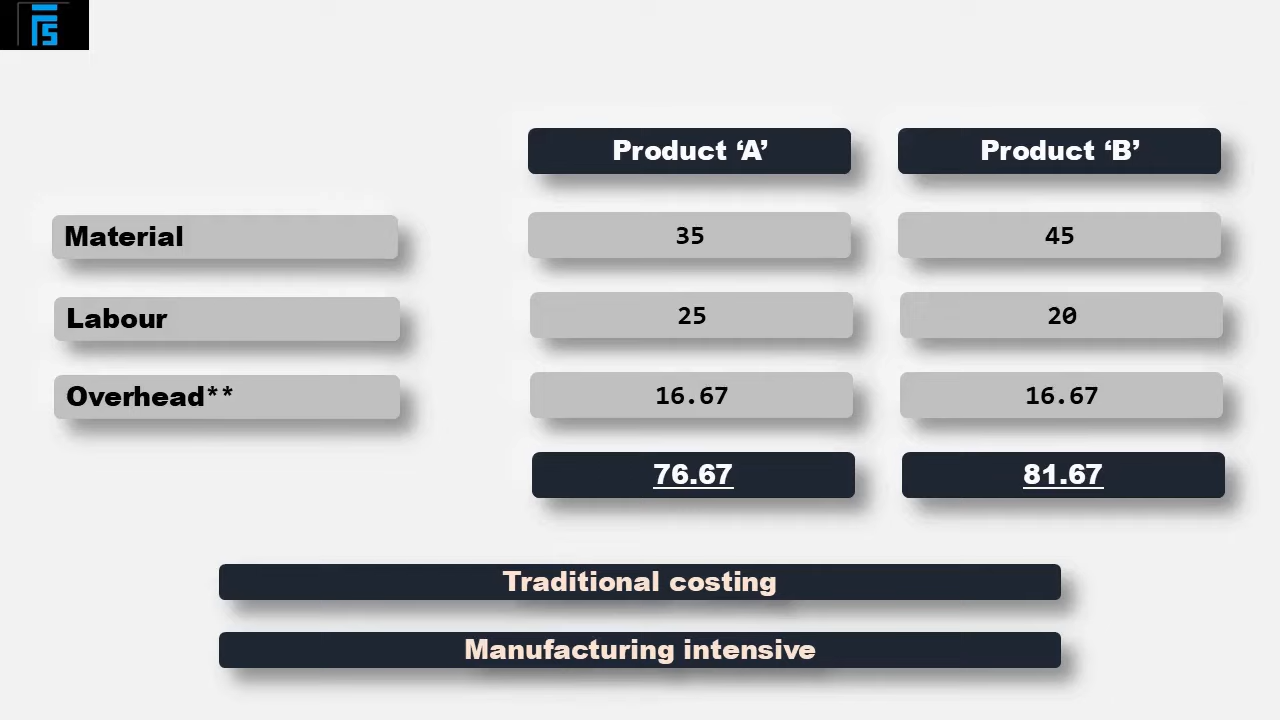 Product ‘A’ Product ‘B’
Material 35 45
Labour 25 20
Overhead** 16.67 16.67
76.67 81.67
Traditional costing
Manufacturing intensive